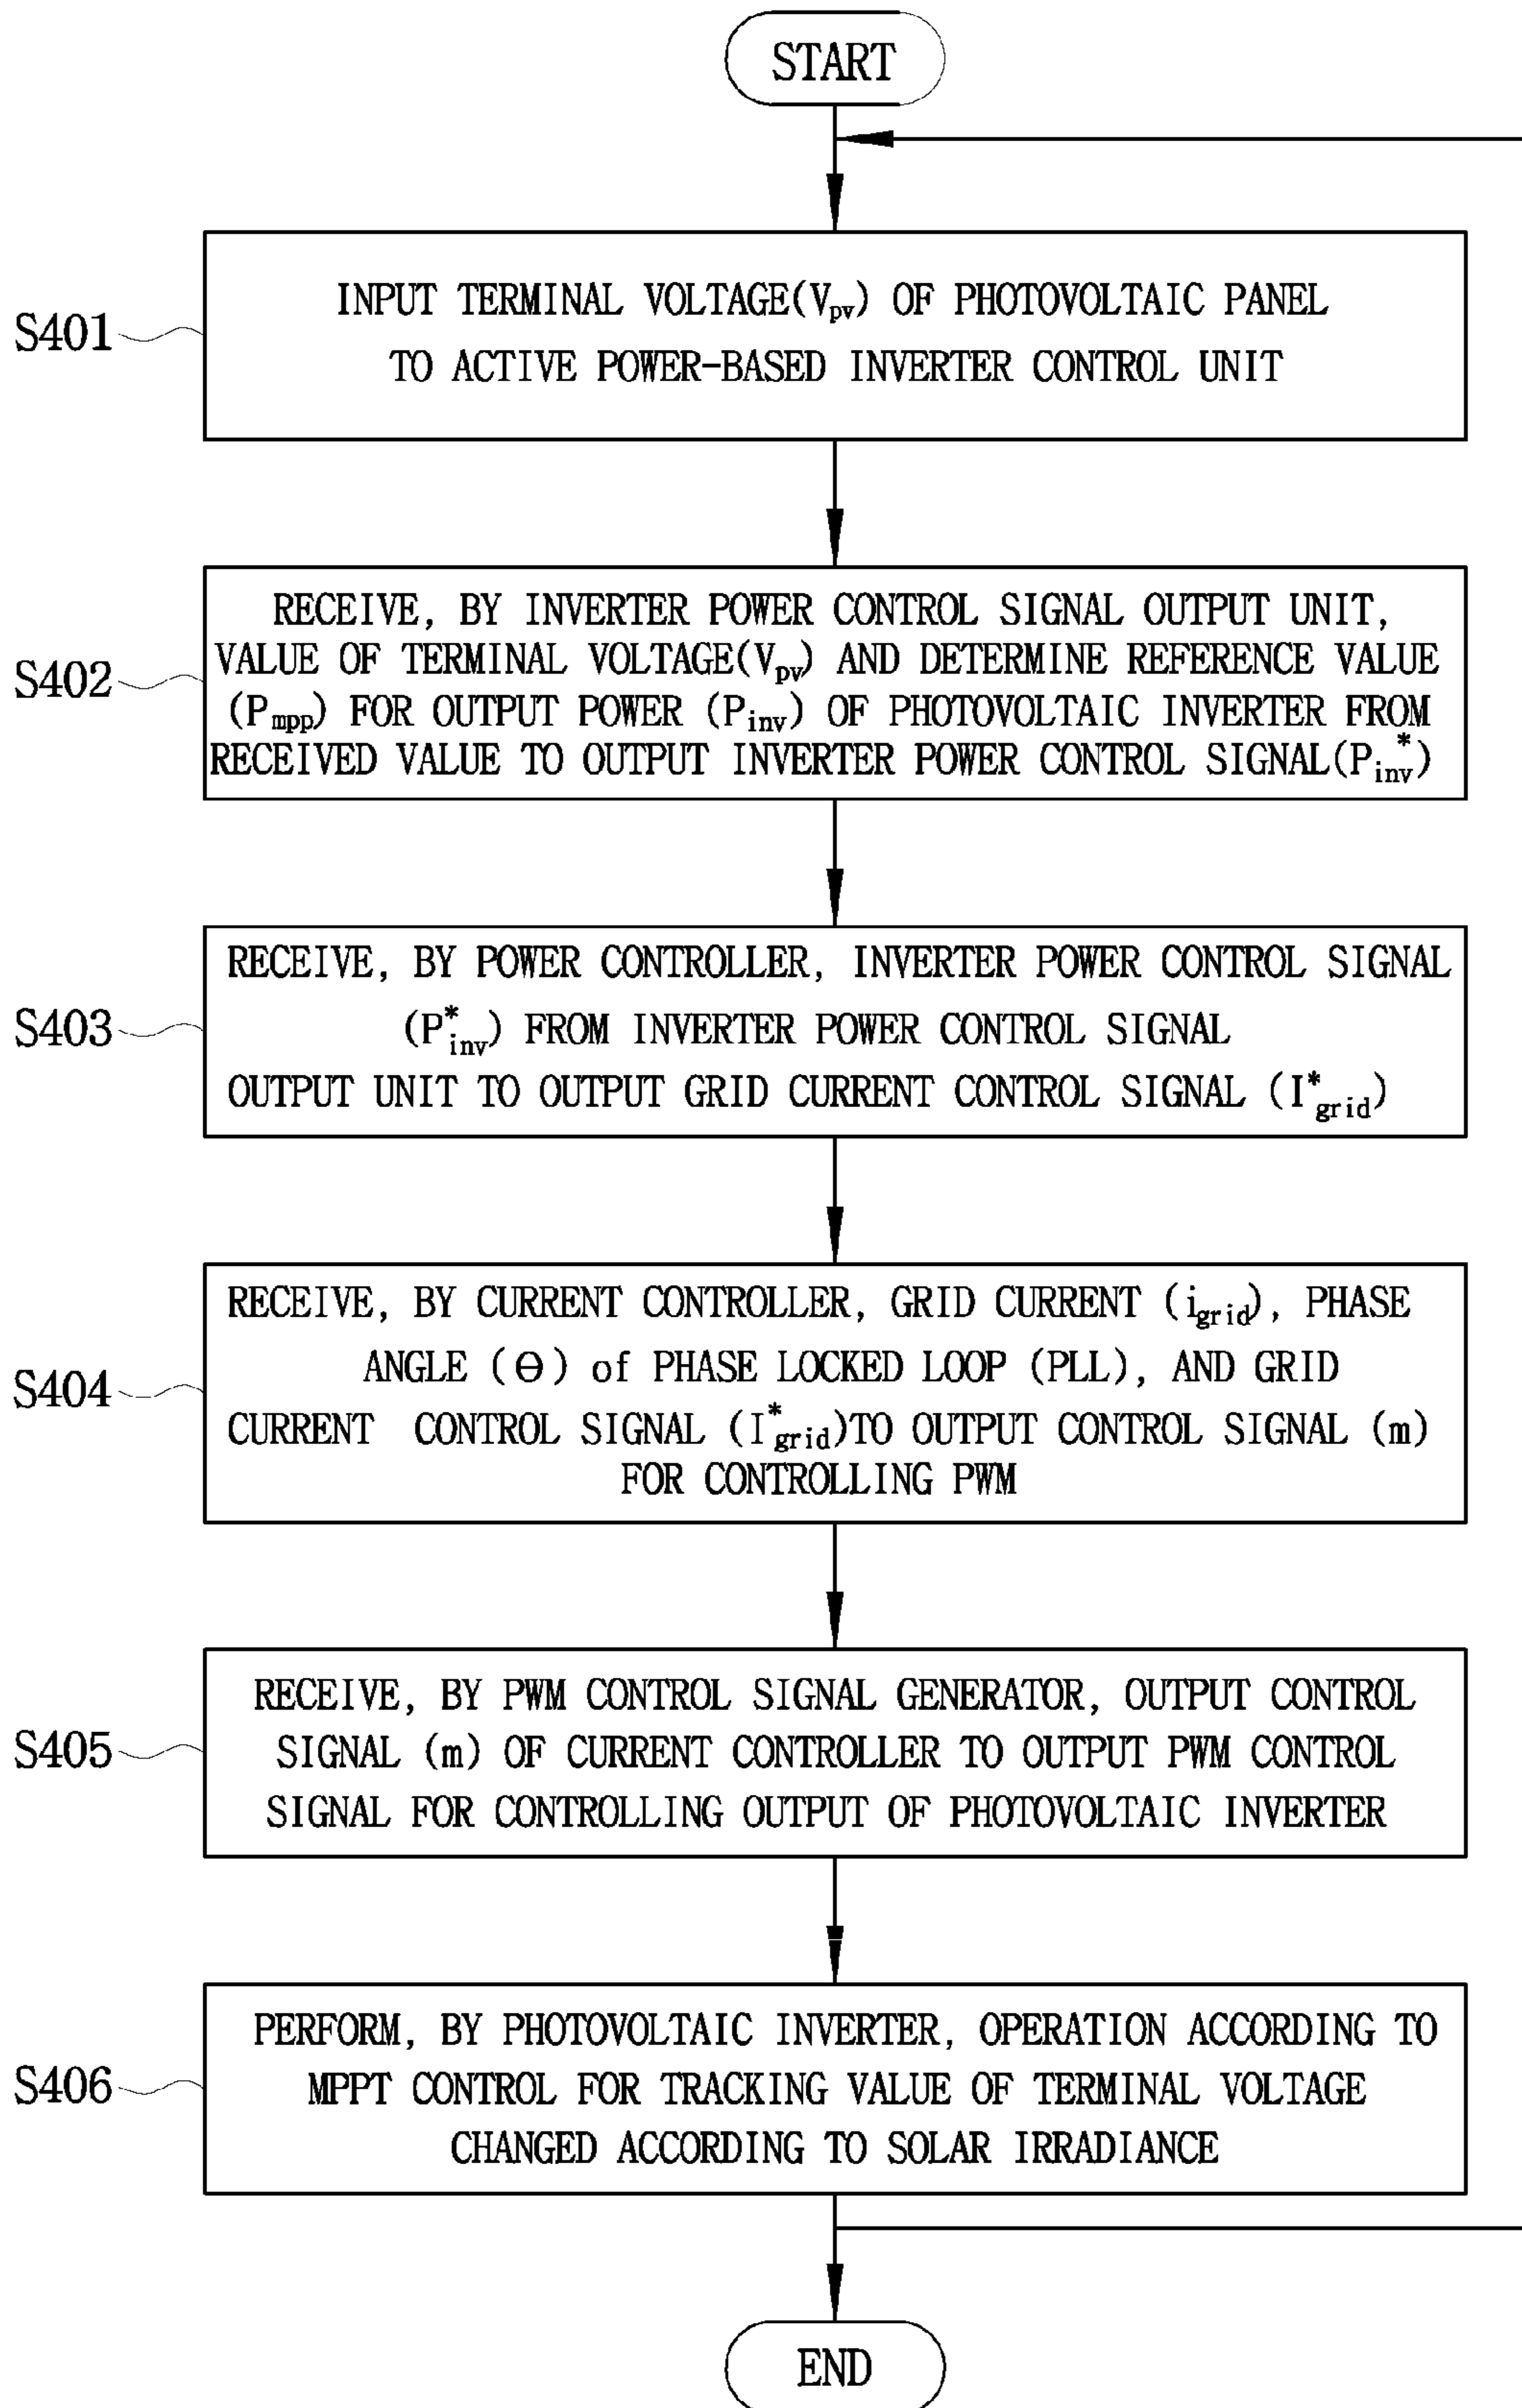 START
S401
INPUT TERMINAL VOLTAGE(Vpv) OF PHOTOVOLTAIC PANEL
TO ACTIVE POWER-BASED INVERTER CONTROL UNIT
S402
RECEIVE, BY INVERTER POWER CONTROL SIGNAL OUTPUT UNIT,
VALUE OF TERMINAL VOLTAGE(Vpv) AND DETERMINE REFERENCE VALUE
(Pmpp) FOR OUTPUT POWER (Pinv) OF PHOTOVOLTAIC INVERTER FROM
RECEIVED VALUE TO OUTPUT INVERTER POWER CONTROL SIGNAL(Pinv*)
S403
RECEIVE, BY POWER CONTROLLER, INVERTER POWER CONTROL SIGNAL
(P*inv) FROM INVERTER POWER CONTROL SIGNAL
OUTPUT UNIT TO OUTPUT GRID CURRENT CONTROL SIGNAL (I*grid)
S404
RECEIVE, BY CURRENT CONTROLLER, GRID CURRENT (igrid), PHASE
ANGLE (Θ) of PHASE LOCKED LOOP (PLL), AND GRID
CURRENT CONTROL SIGNAL (I*grid)TO OUTPUT CONTROL SIGNAL (m)
FOR CONTROLLING PWM
S405
RECEIVE, BY PWM CONTROL SIGNAL GENERATOR, OUTPUT CONTROL
SIGNAL (m) OF CURRENT CONTROLLER TO OUTPUT PWM CONTROL
SIGNAL FOR CONTROLLING OUTPUT OF PHOTOVOLTAIC INVERTER
S406
PERFORM, BY PHOTOVOLTAIC INVERTER, OPERATION ACCORDING TO
MPPT CONTROL FOR TRACKING VALUE OF TERMINAL VOLTAGE
CHANGED ACCORDING TO SOLAR IRRADIANCE
END